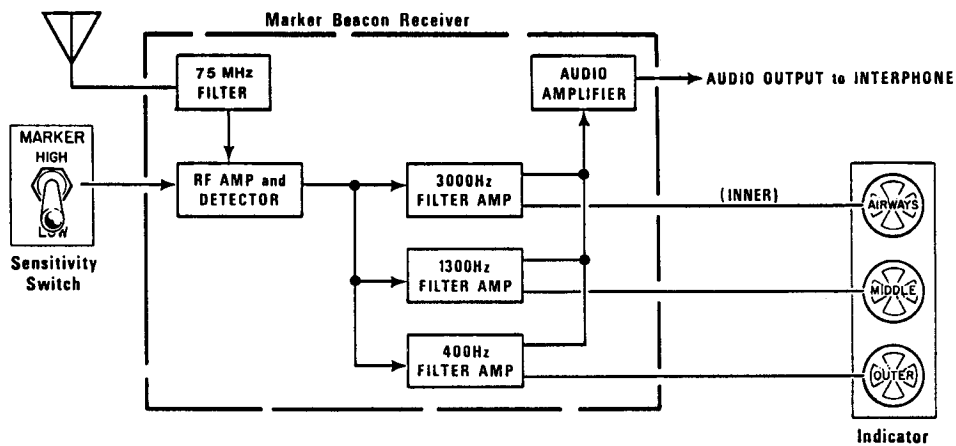 Marker Beacon Receiver
75 MHz
FILTER
AUDIO
AMPLIFIER
AUDIO OUTPUT to INTERPHONE
MARKER
HIGH
LOW
Sensitivity
Switch
RF AMP and
DETECTOR
3000Hz
FILTER AMP
(INNER)
AIRWAYS
1300Hz
FILTER AMP
MIDDLE
400Hz
FILTER AMP
OUTER
Indicator